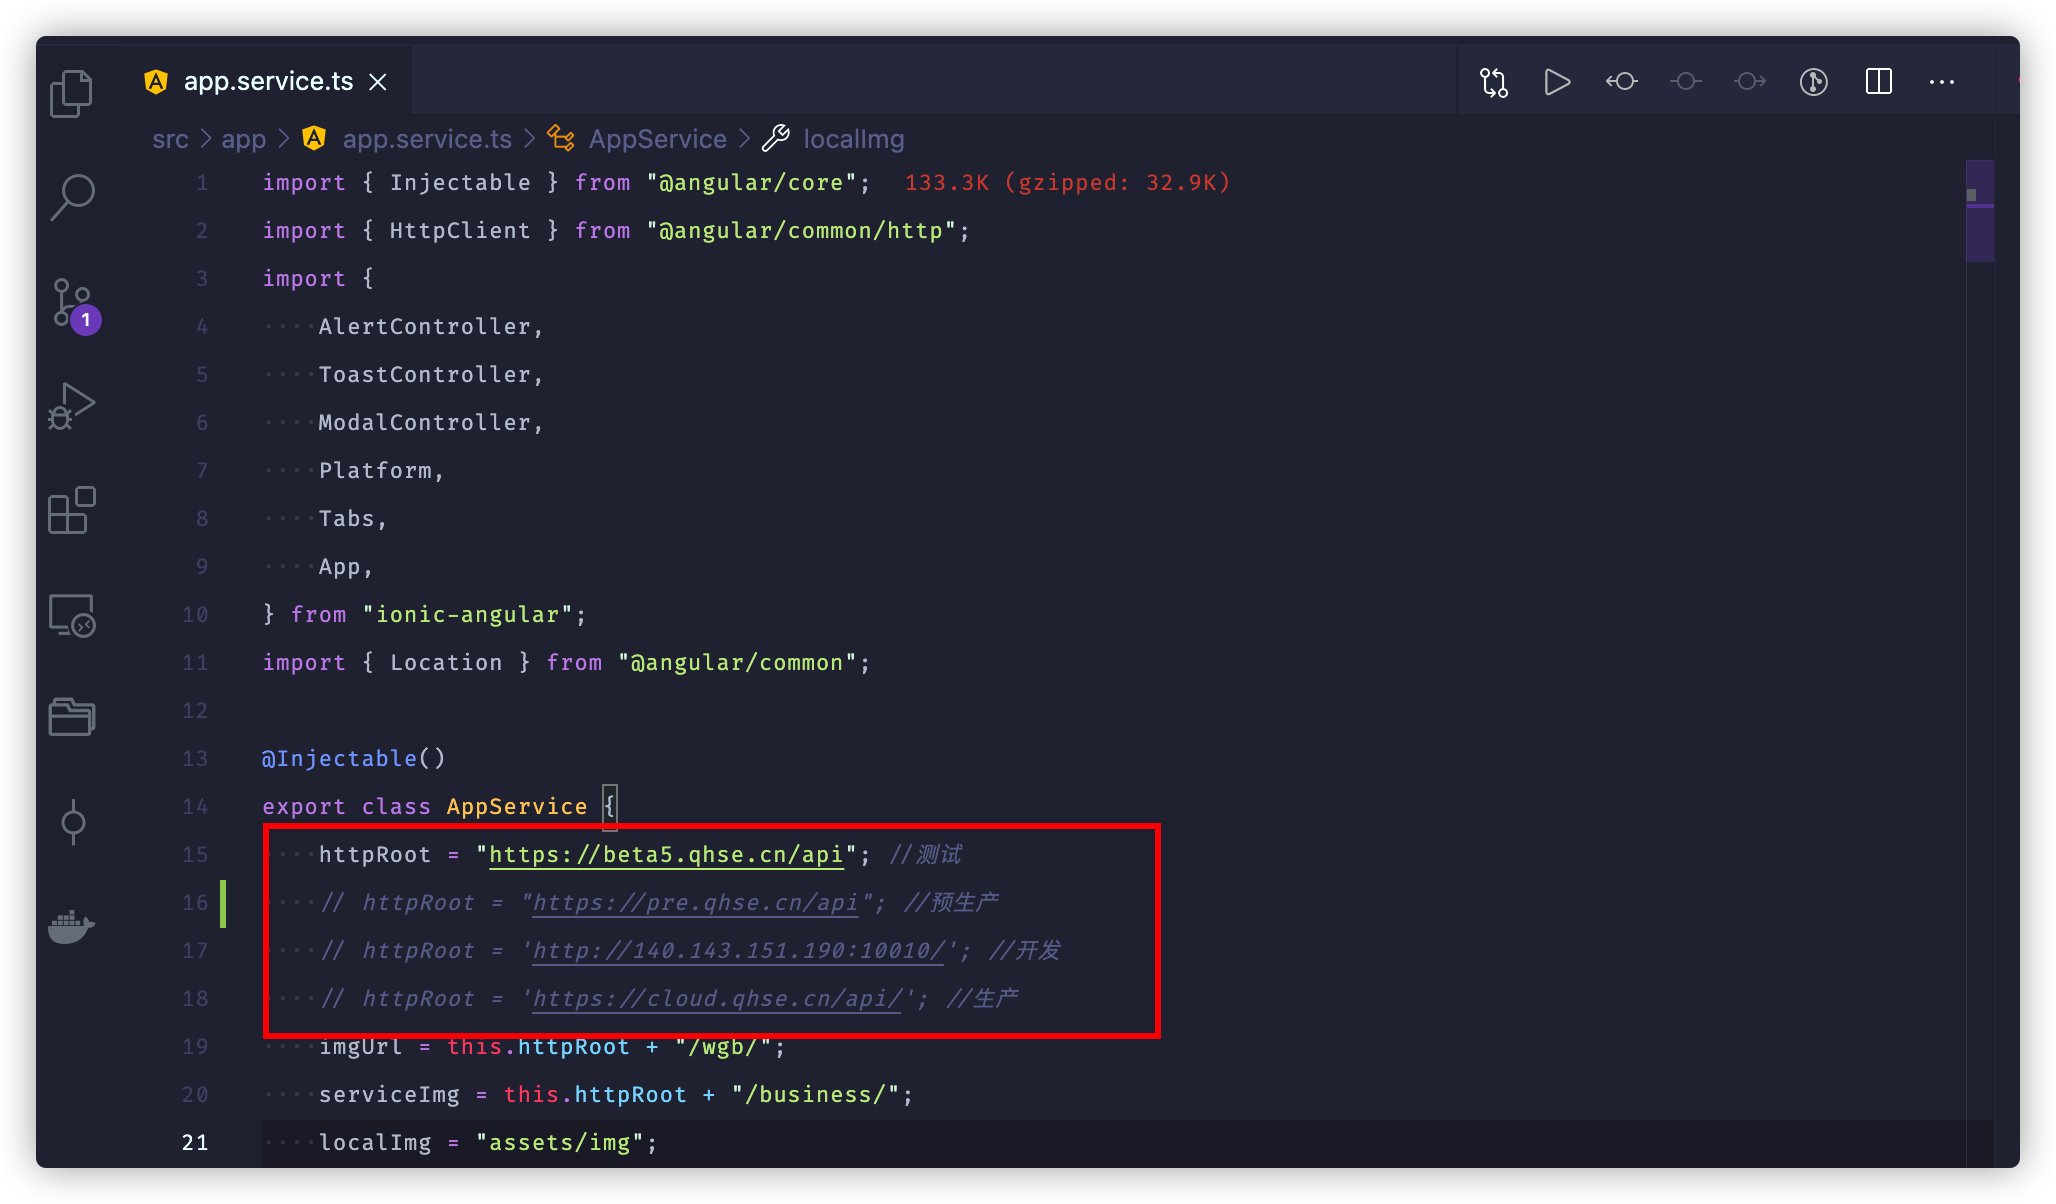 app.service.ts
src > app > app.service.ts > AppService > localImg
1 import { Injectable } from "@angular/core"; 133.3K (gzipped: 32.9K)
2 import { HttpClient } from "@angular/common/http";
3 import {
4 ····AlertController,
5 ····ToastController,
6 ····ModalController,
7 ····Platform,
8 ····Tabs,
9 ····App,
10 } from "ionic-angular";
11 import { Location } from "@angular/common";
12
13 @Injectable()
14 export class AppService {
15 ····httpRoot = "https://beta5.qhse.cn/api"; //测试
16 ····// httpRoot = "https://pre.qhse.cn/api"; //预生产
17 ····// httpRoot = 'http://140.143.151.190:10010/'; //开发
18 ····// httpRoot = 'https://cloud.qhse.cn/api/'; //生产
19 ····imgUrl = this.httpRoot + "/wgb/";
20 ····serviceImg = this.httpRoot + "/business/";
21 ····localImg = "assets/img";
1